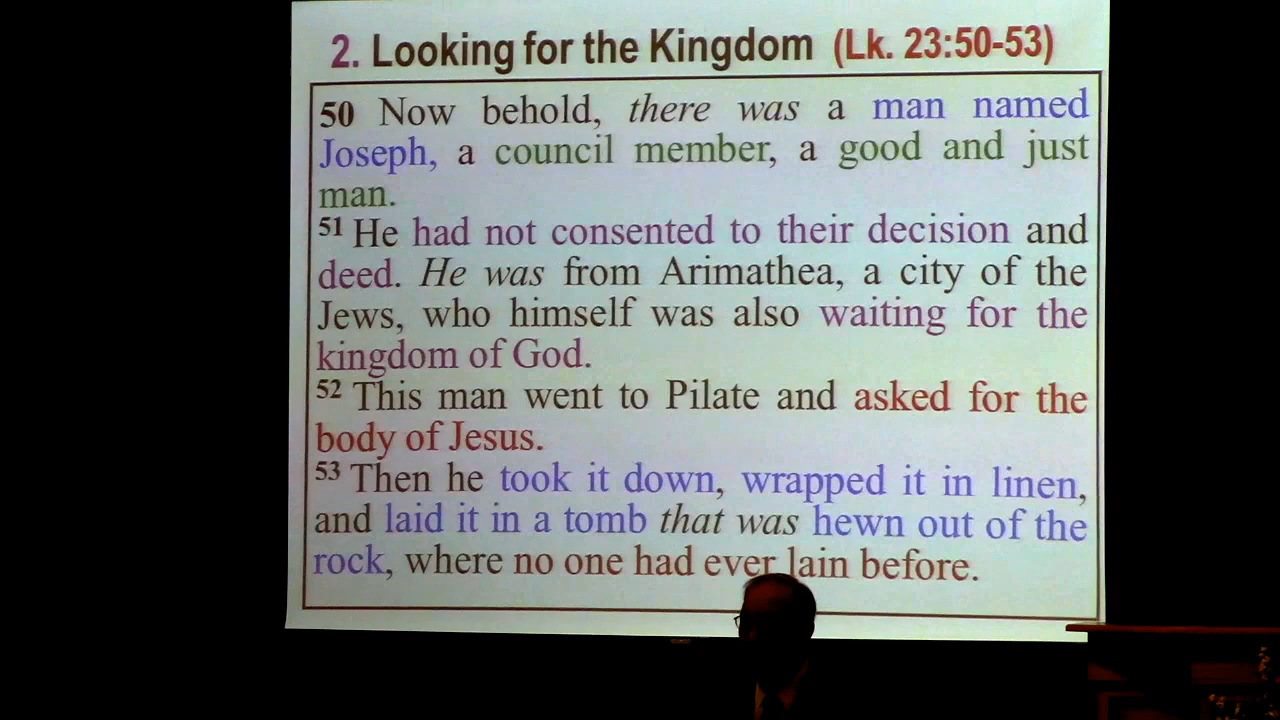 2. Looking for the Kingdom (Lk. 23:50-53)
50 Now behold, there was a man named
Joseph, a council member, a good and just
man.
51 He had not consented to their decision and
deed. He was from Arimathea, a city of the
Jews, who himself was also waiting for the
kingdom of God.
52 This man went to Pilate and asked for the
body of Jesus.
53 Then he took it down, wrapped it in linen,
and laid it in a tomb that was hewn out of the
rock, where no one had ever lain before.